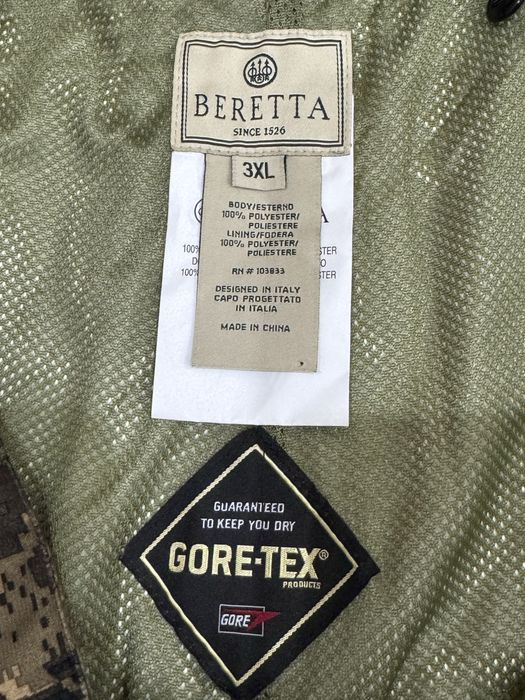 BERETTA
SINCE 1526
3XL
BODY/ESTERNO
100% POLYESTER/
POLIESTERE
LINING/FODERA
100% POLYESTER/
POLIESTERE
RN # 103833
DESIGNED IN ITALY
CAPO PROGETTATO
IN ITALIA
MADE IN CHINA
GUARANTEED
TO KEEP YOU DRY
GORE-TEX®
PRODUCTS
GORE